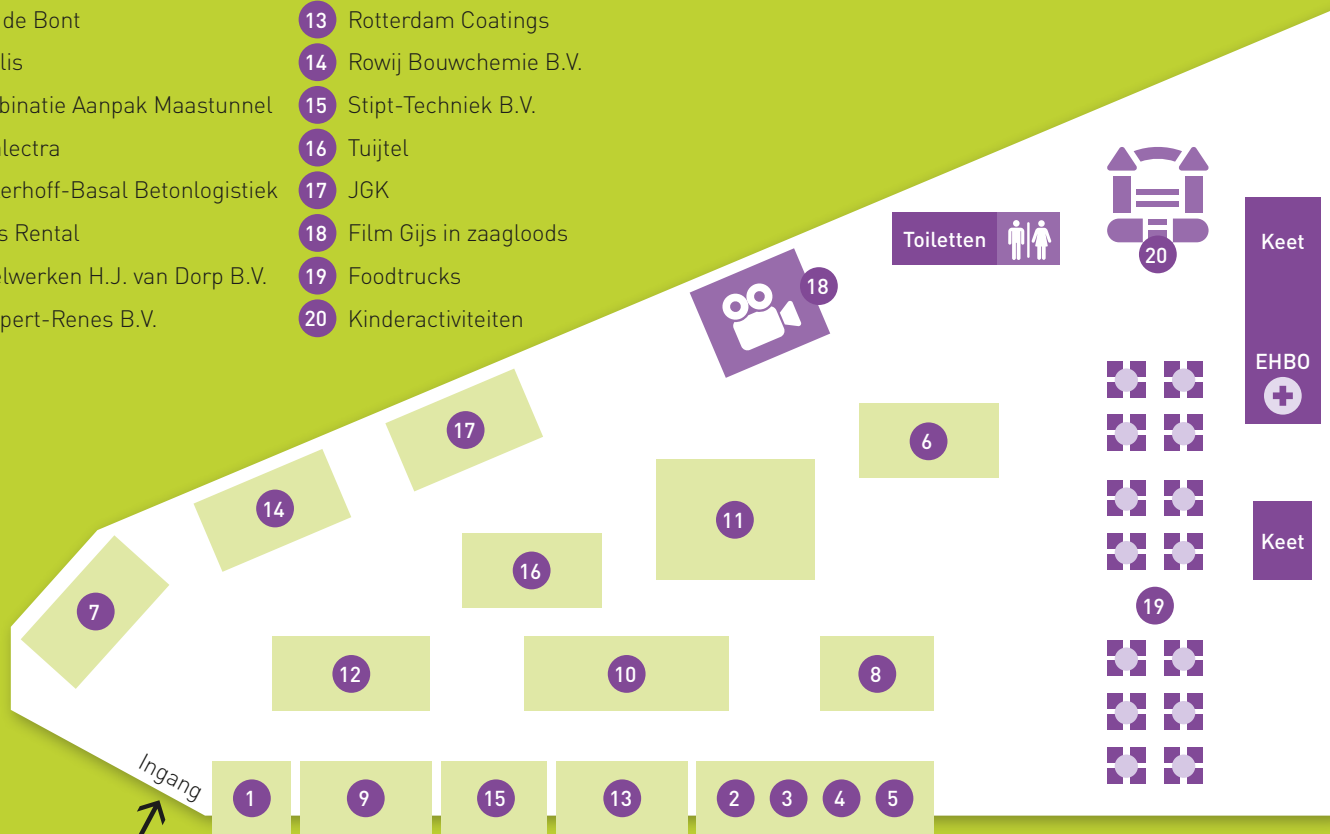 de Bont
lis
binatie Aanpak Maastunnel
lectra
erhoff-Basal Betonlogistiek
s Rental
elwerken H.J. van Dorp B.V.
pert-Renes B.V.
13 Rotterdam Coatings
14 Rowij Bouwchemie B.V.
15 Stipt-Techniek B.V.
16 Tuijtel
17 JGK
18 Film Gijs in zaagloods
19 Foodtrucks
20 Kinderactiviteiten
Toiletten
20
Keet
18
EHBO
17
6
14
11
Keet
16
7
19
12
10
8
Ingang
1
9
15
13
2 3 4 5